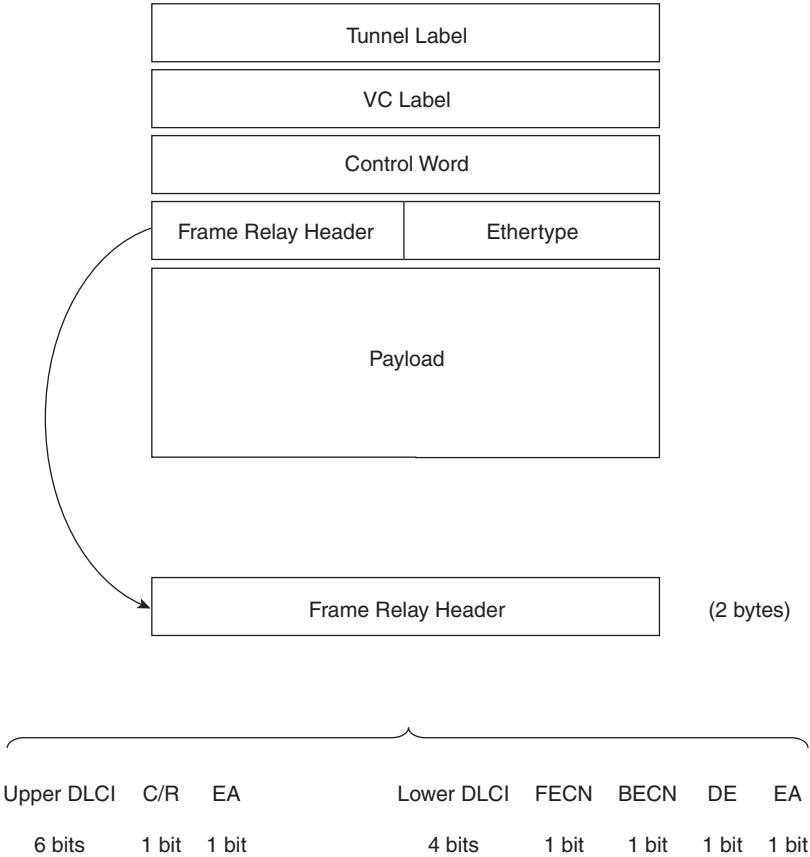 Tunnel Label
VC Label
Control Word
Frame Relay Header Ethertype
Payload
Frame Relay Header (2 bytes)
Upper DLCI C/R EA Lower DLCI FECN BECN DE EA
6 bits 1 bit 1 bit 4 bits 1 bit 1 bit 1 bit 1 bit